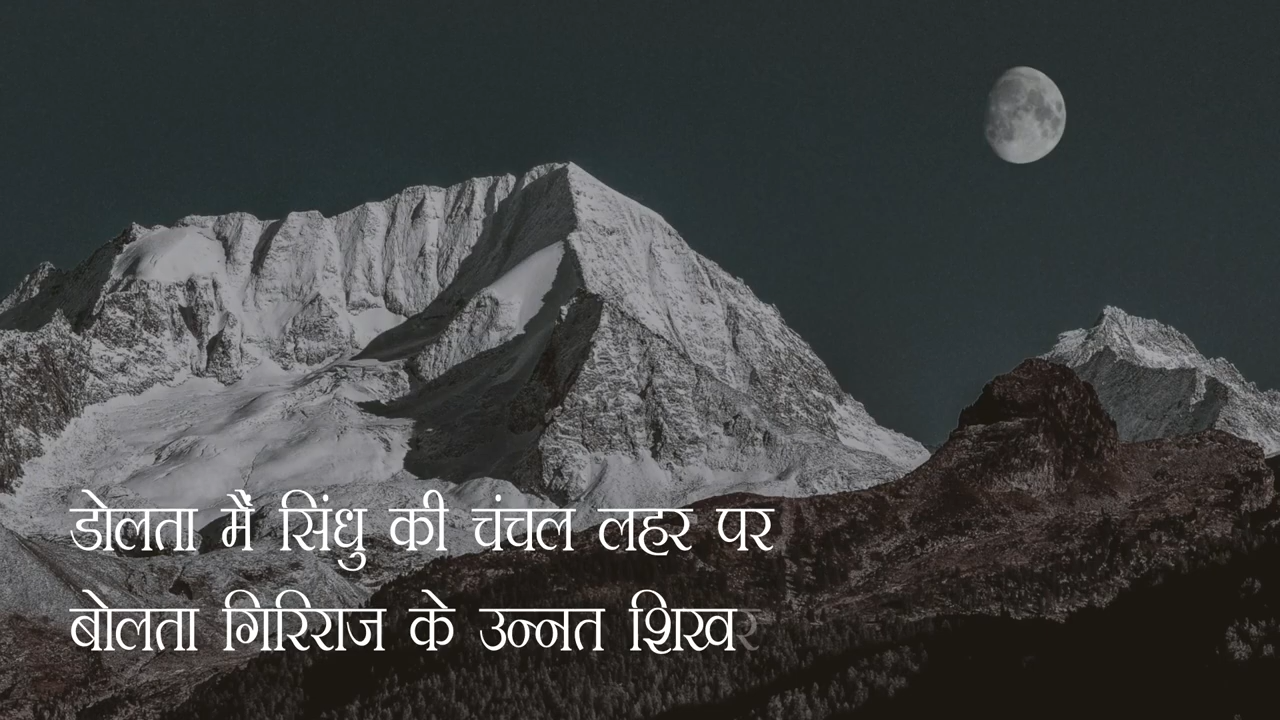 डोलता मैं सिंधु की चंचल लहर पर
बोलता गिरिराज के उन्नत शिखर